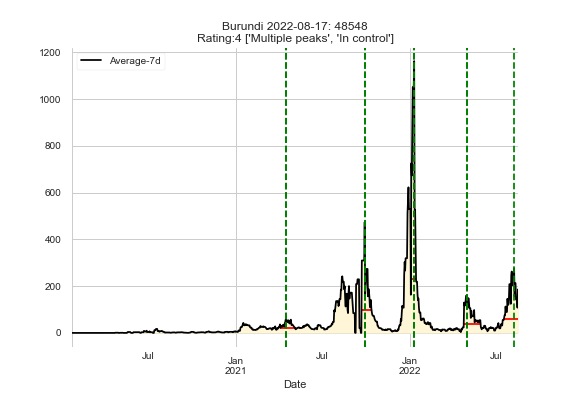 Burundi 2022-08-17: 48548
Rating:4 ['Multiple peaks', 'In control']
1200
Average-7d
1000
800
600
400
200
0
Jul
Jan
2021
Jul
Jan
2022
Jul
Date